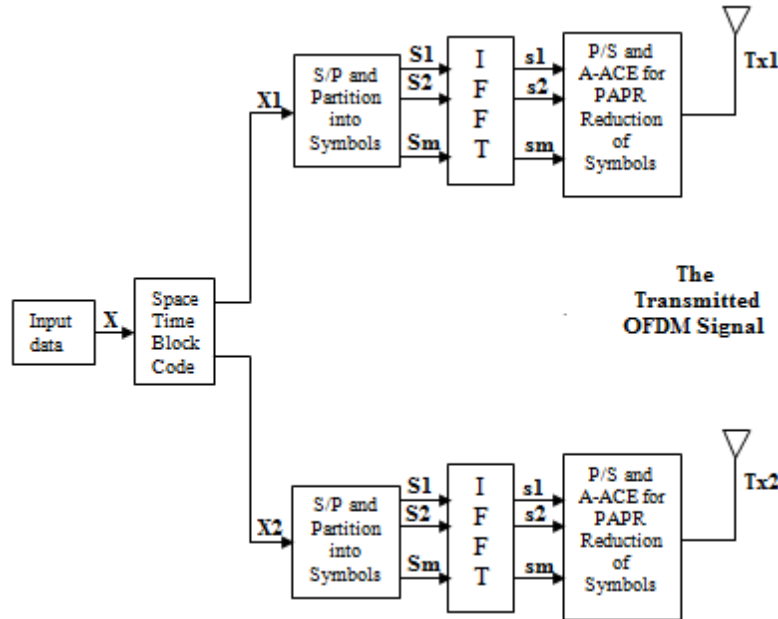 X1
S/P and
Partition
into
Symbols
S1
S2
Sm
I
F
F
T
s1
s2
sm
P/S and
A-ACE for
PAPR
Reduction
of
Symbols
Tx1
Input
data
X
Space
Time
Block
Code
The
Transmitted
OFDM Signal
X2
S/P and
Partition
into
Symbols
S1
S2
Sm
I
F
F
T
s1
s2
sm
P/S and
A-ACE for
PAPR
Reduction
of
Symbols
Tx2